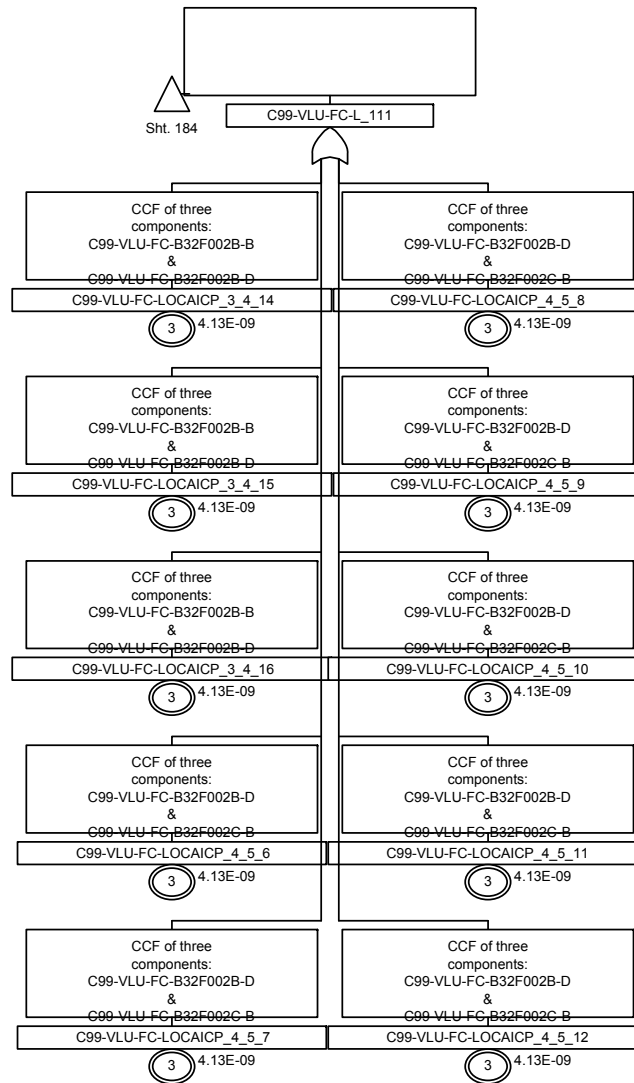 C99-VLU-FC-L_111
Sht. 184
CCF of three
components:
C99-VLU-FC-B32F002B-B
&
C99-VLU-FC-B32F002B-D
C99-VLU-FC-LOCAICP_3_4_14
3
4.13E-09
CCF of three
components:
C99-VLU-FC-B32F002B-D
&
C99-VLU-FC-B32F002C-B
C99-VLU-FC-LOCAICP_4_5_8
3
4.13E-09
CCF of three
components:
C99-VLU-FC-B32F002B-B
&
C99-VLU-FC-B32F002B-D
C99-VLU-FC-LOCAICP_3_4_15
3
4.13E-09
CCF of three
components:
C99-VLU-FC-B32F002B-D
&
C99-VLU-FC-B32F002C-B
C99-VLU-FC-LOCAICP_4_5_9
3
4.13E-09
CCF of three
components:
C99-VLU-FC-B32F002B-B
&
C99-VLU-FC-B32F002B-D
C99-VLU-FC-LOCAICP_3_4_16
3
4.13E-09
CCF of three
components:
C99-VLU-FC-B32F002B-D
&
C99-VLU-FC-B32F002C-B
C99-VLU-FC-LOCAICP_4_5_10
3
4.13E-09
CCF of three
components:
C99-VLU-FC-B32F002B-D
&
C99-VLU-FC-B32F002C-B
C99-VLU-FC-LOCAICP_4_5_6
3
4.13E-09
CCF of three
components:
C99-VLU-FC-B32F002B-D
&
C99-VLU-FC-B32F002C-B
C99-VLU-FC-LOCAICP_4_5_11
3
4.13E-09
CCF of three
components:
C99-VLU-FC-B32F002B-D
&
C99-VLU-FC-B32F002C-B
C99-VLU-FC-LOCAICP_4_5_7
3
4.13E-09
CCF of three
components:
C99-VLU-FC-B32F002B-D
&
C99-VLU-FC-B32F002C-B
C99-VLU-FC-LOCAICP_4_5_12
3
4.13E-09